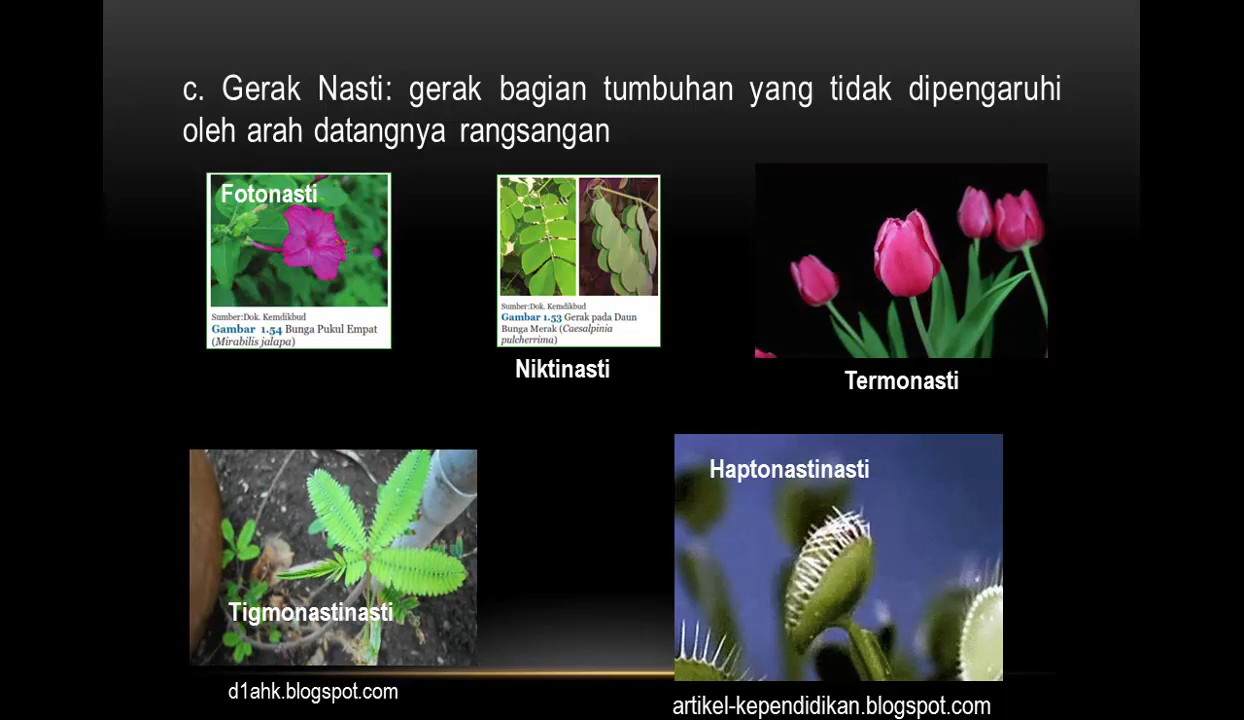 c. Gerak Nasti: gerak bagian tumbuhan yang tidak dipengaruhi
oleh arah datangnya rangsangan
Fotonasti
Sumber:Dok. Kemdikbud
Gambar 1.54 Bunga Pukul Empat
(Mirabilis jalapa)
Sumber:Dok. Kemdikbud
Gambar 1.53 Gerak pada Daun
Bunga Merak (Caesalpinia
pulcherrima)
Niktinasti
Termonasti
Tigmonastinasti
d1ahk.blogspot.com
Haptonastinasti
artikel-kependidikan.blogspot.com